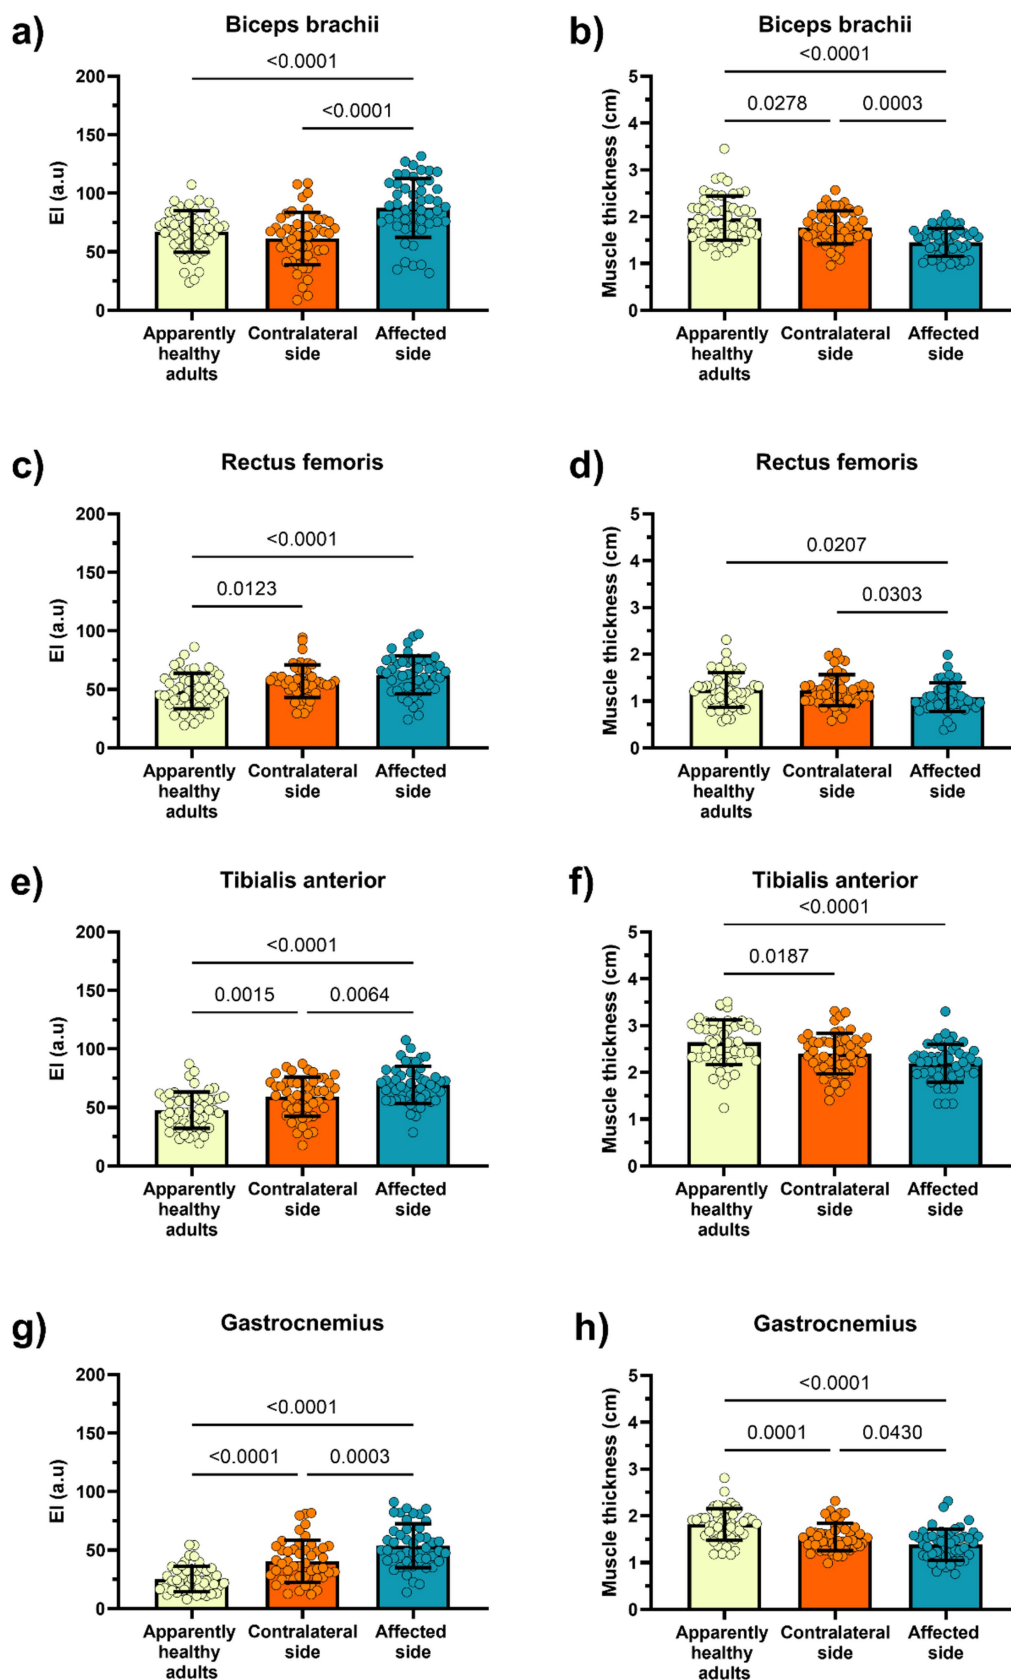 a)
Biceps brachii
<0.0001
<0.0001
EI (a.u)
200
150
100
50
0
Apparently
healthy
adults
Contralateral
side
Affected
side
b)
Biceps brachii
<0.0001
0.0278
0.0003
Muscle thickness (cm)
5
4
3
2
1
0
Apparently
healthy
adults
Contralateral
side
Affected
side
c)
Rectus femoris
<0.0001
0.0123
EI (a.u)
200
150
100
50
0
Apparently
healthy
adults
Contralateral
side
Affected
side
d)
Rectus femoris
0.0207
0.0303
Muscle thickness (cm)
5
4
3
2
1
0
Apparently
healthy
adults
Contralateral
side
Affected
side
e)
Tibialis anterior
<0.0001
0.0015
0.0064
EI (a.u)
200
150
100
50
0
Apparently
healthy
adults
Contralateral
side
Affected
side
f)
Tibialis anterior
<0.0001
0.0187
Muscle thickness (cm)
5
4
3
2
1
0
Apparently
healthy
adults
Contralateral
side
Affected
side
g)
Gastrocnemius
<0.0001
<0.0001
0.0003
EI (a.u)
200
150
100
50
0
Apparently
healthy
adults
Contralateral
side
Affected
side
h)
Gastrocnemius
<0.0001
0.0001
0.0430
Muscle thickness (cm)
5
4
3
2
1
0
Apparently
healthy
adults
Contralateral
side
Affected
side